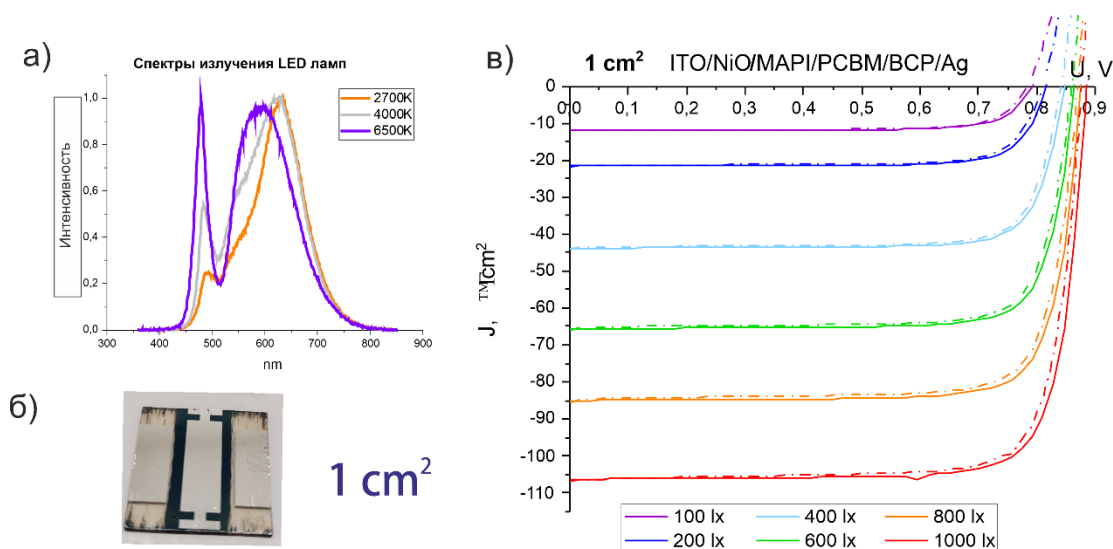 а)
Спектры излучения LED ламп
2700K
4000K
6500K
Интенсивность
1,0
0,8
0,6
0,4
0,2
0,0
300 400 500 600 700 800 900
nm
б)
1 cm²
в)
1 cm² ITO/NiO/MAPI/PCBM/BCP/Ag
U, V
0 0,1 0,2 0,3 0,4 0,5 0,6 0,7 0,8 0,9
0
-10
-20
-30
-40
-50
-60
-70
-80
-90
-100
-110
J, ™cm²
100 lx 400 lx 800 lx
200 lx 600 lx 1000 lx